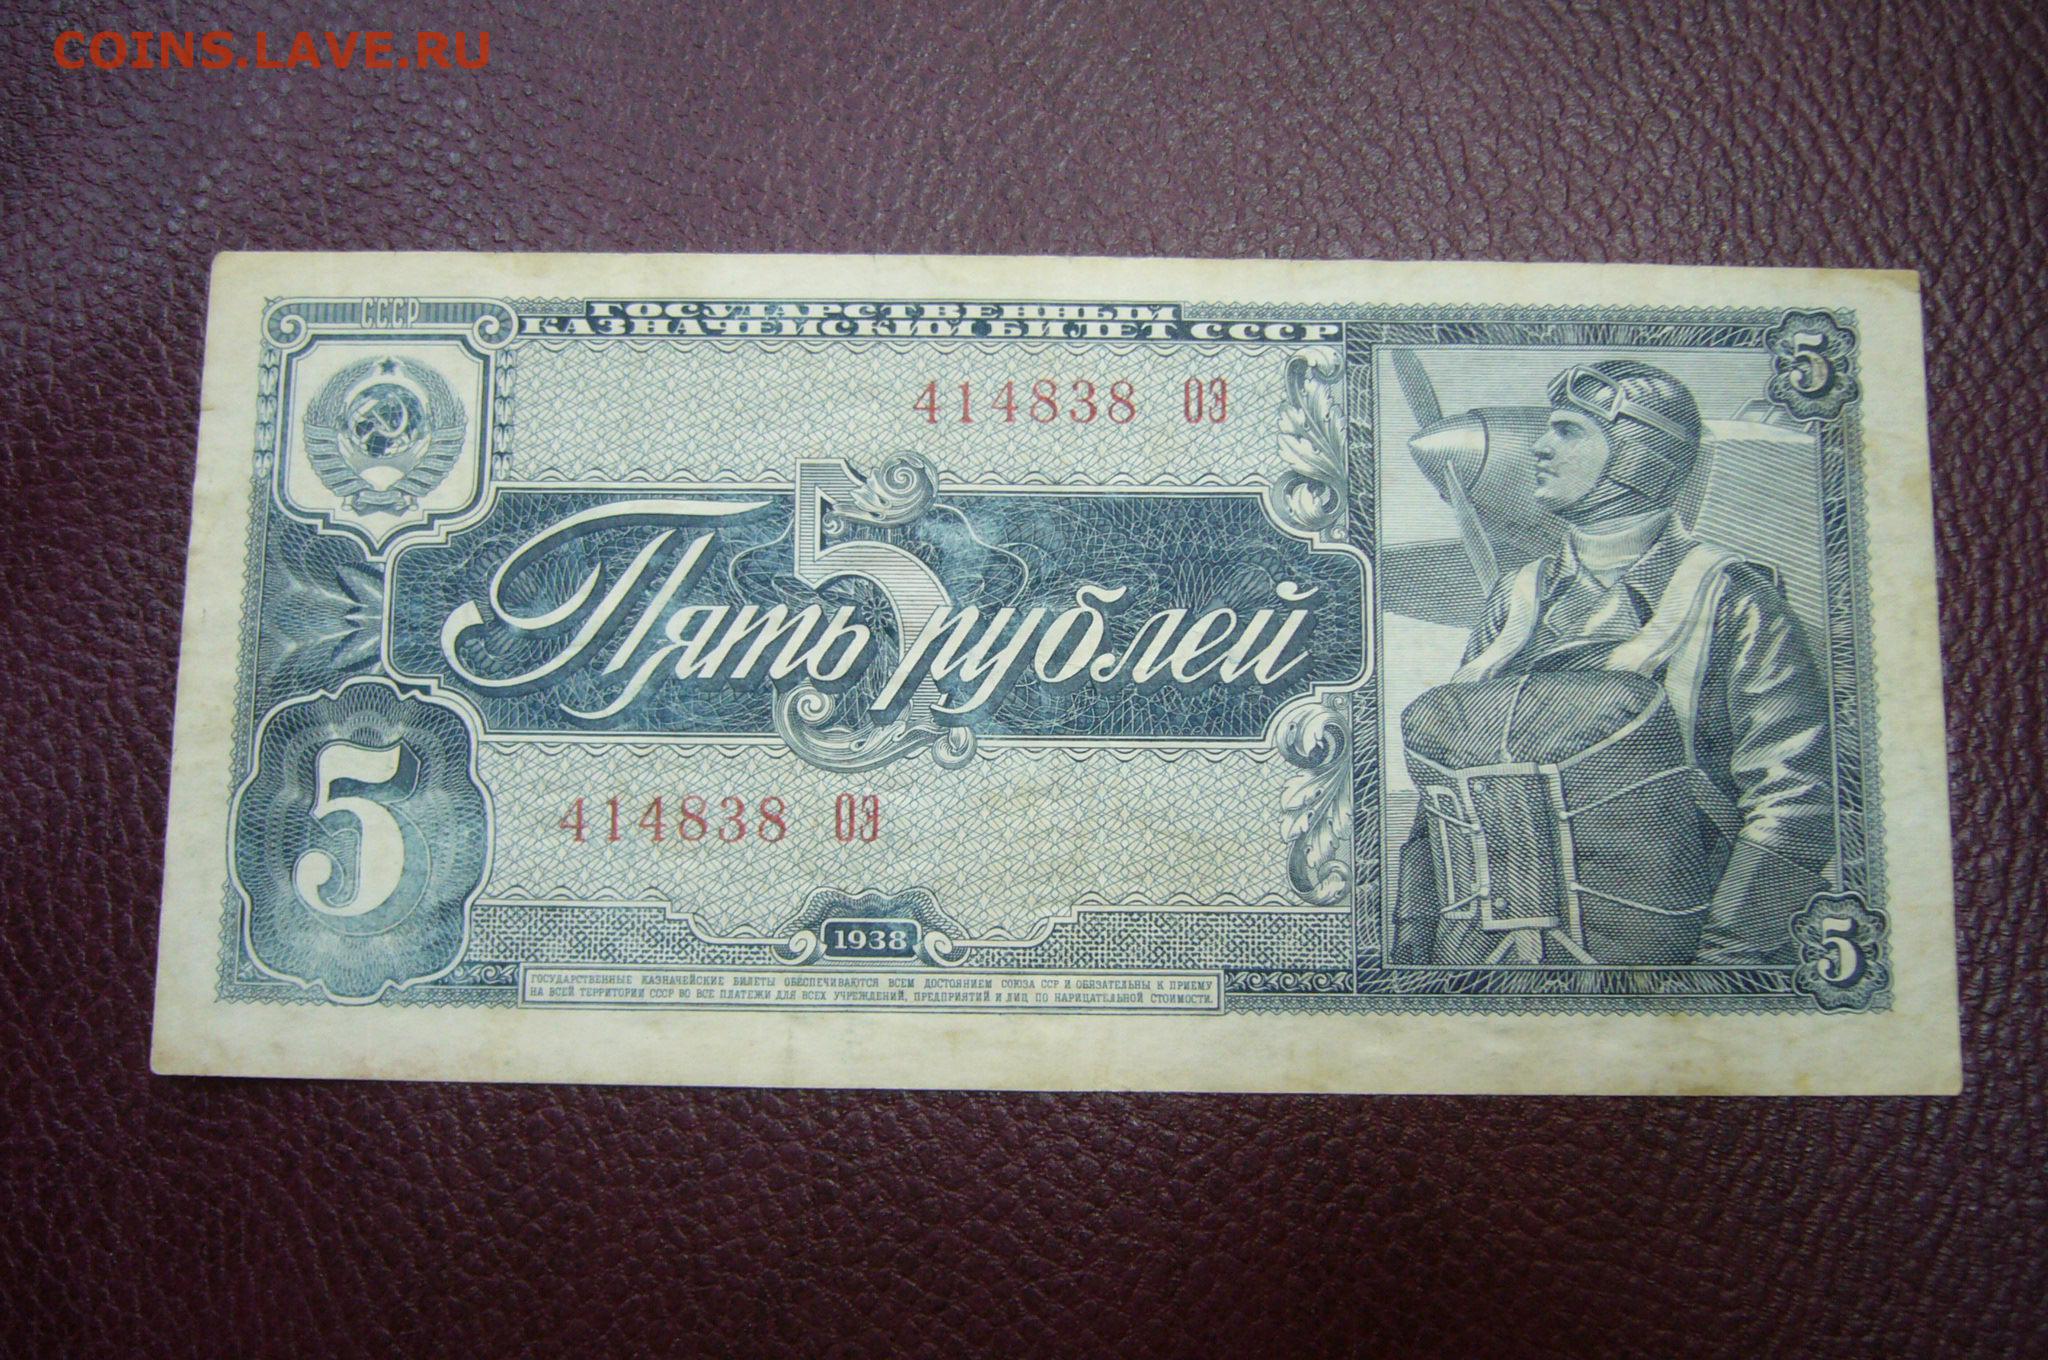 COINS.LAVE.RU
СССР
ГОСУДАРСТВЕННЫЙ
КАЗНАЧЕЙСКИЙ БИЛЕТ СССР
5
414838 ОЭ
5
Пять рублей
5
414838 ОЭ
1938
5
ГОСУДАРСТВЕННЫЕ КАЗНАЧЕЙСКИЕ БИЛЕТЫ ОБЕСПЕЧИВАЮТСЯ ВСЕМ ДОСТОЯНИЕМ СОЮЗА ССР И ОБЯЗАТЕЛЬНЫ К ПРИЕМУ
НА ВСЕЙ ТЕРРИТОРИИ СССР ВО ВСЕ ПЛАТЕЖИ ДЛЯ ВСЕХ УЧРЕЖДЕНИЙ, ПРЕДПРИЯТИЙ И ЛИЦ ПО НАРИЦАТЕЛЬНОЙ СТОИМОСТИ.